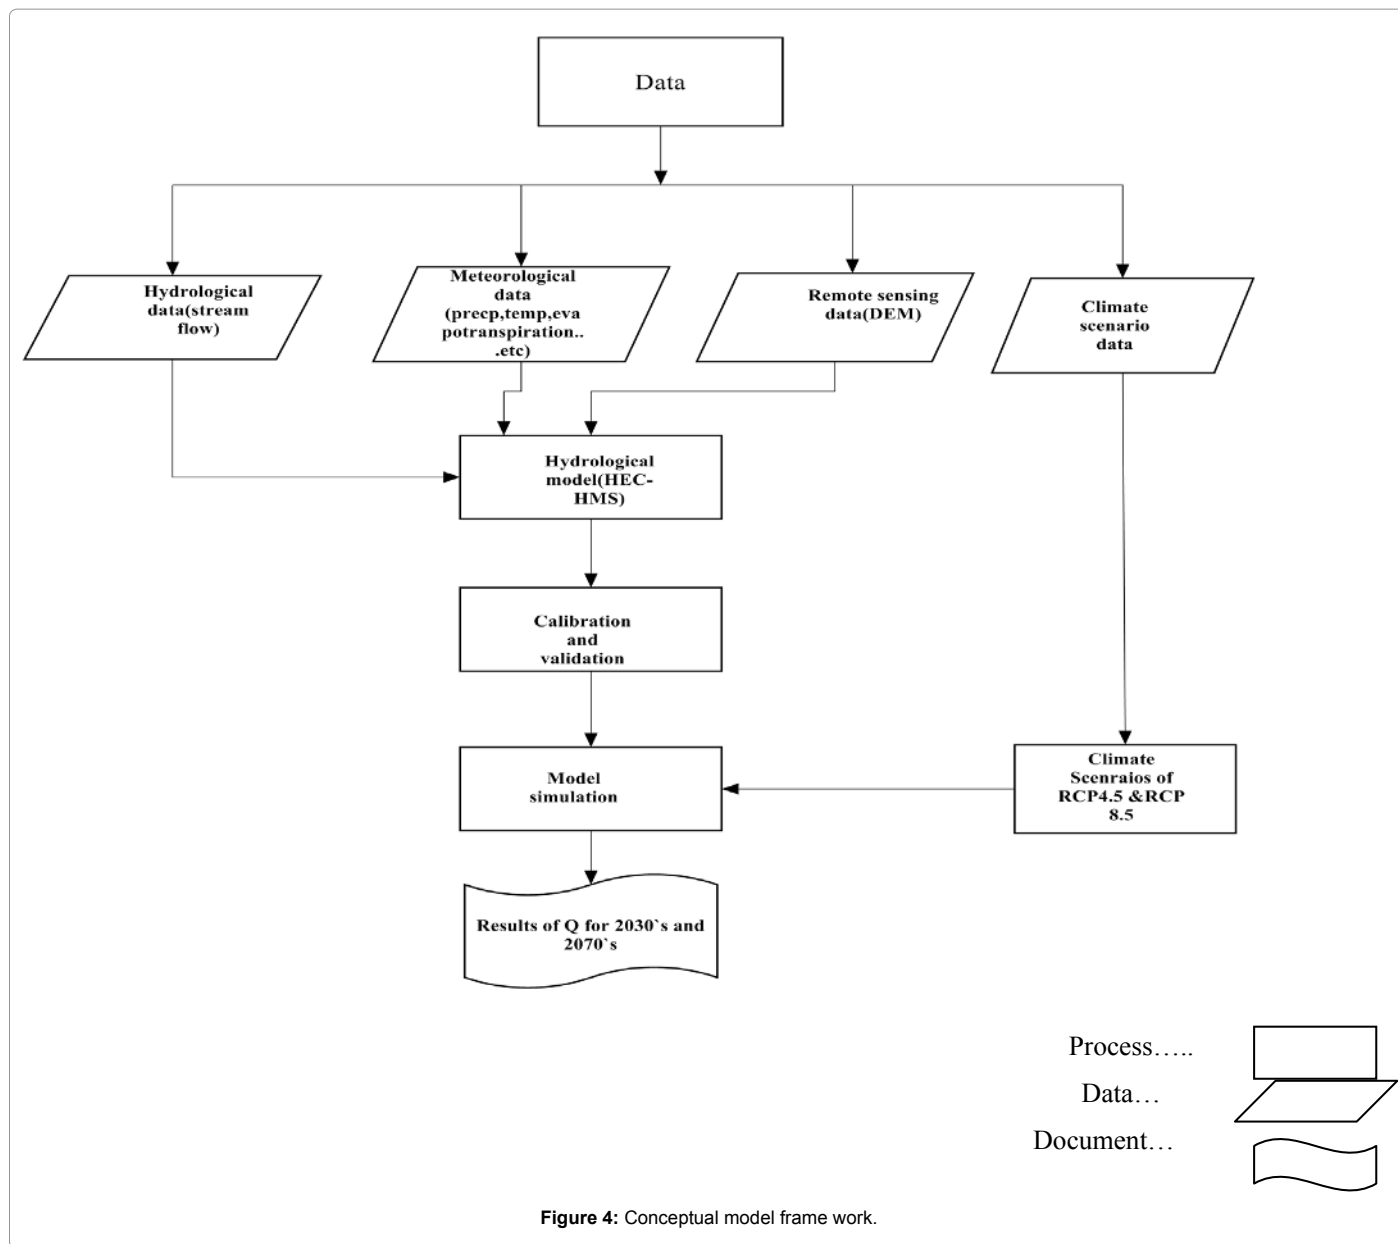 Data
Hydrological
data(stream
flow)
Meteorological
data
(precp,temp,eva
potranspiration..
.etc)
Remote sensing
data(DEM)
Climate
scenario
data
Hydrological
model(HEC-
HMS)
Calibration
and
validation
Model
simulation
Climate
Scenraios of
RCP4.5 &RCP
8.5
Results of Q for 2030`s and
2070`s
Process…..
Data…
Document…
Figure 4: Conceptual model frame work.